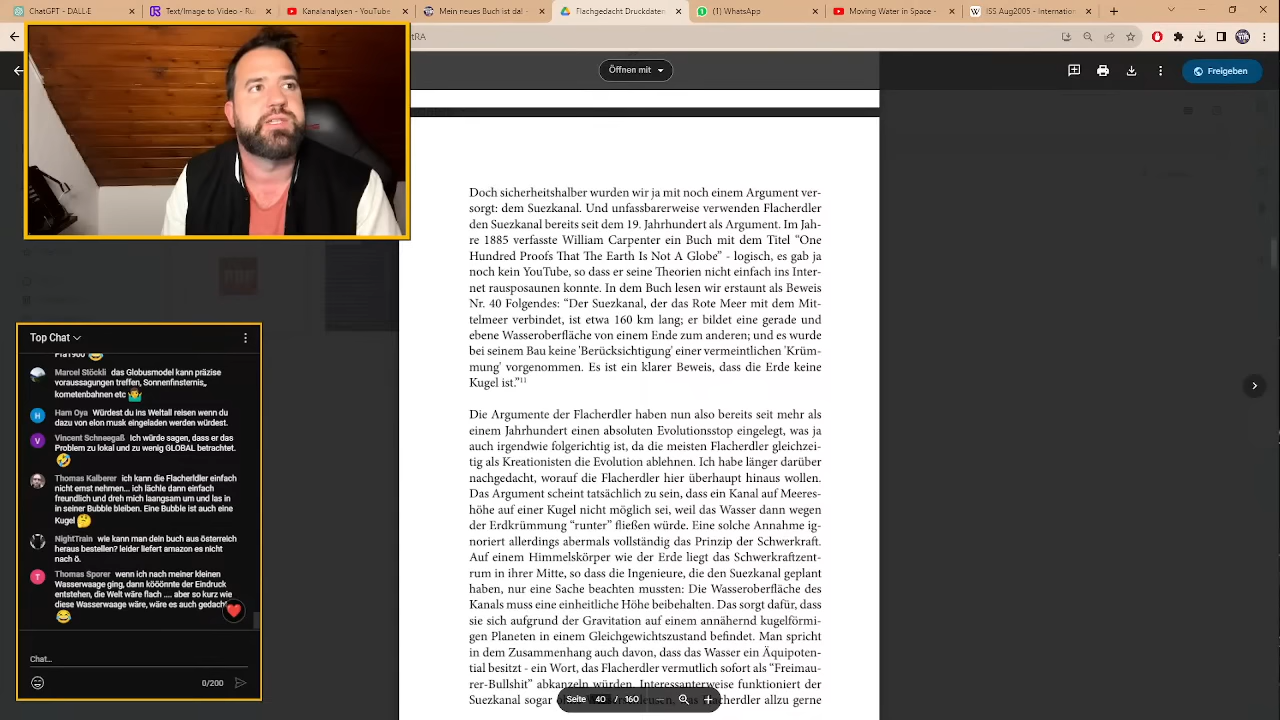 ChatGPT - DALL-E
Text/Image to Video - Ru
Kanalanalysen - YouTube
Mein neues Buch ist da! -
Flachgedacht Druckdaten
(1) WhatsApp
Moving Water in Space -
ISS Aug2005 - Internatio
tRA
Öffnen mit
Freigeben
Doch sicherheitshalber wurden wir ja mit noch einem Argument ver-
sorgt: dem Suezkanal. Und unfassbarerweise verwenden Flacherdler
den Suezkanal bereits seit dem 19. Jahrhundert als Argument. Im Jah-
re 1885 verfasste William Carpenter ein Buch mit dem Titel “One
Hundred Proofs That The Earth Is Not A Globe” - logisch, es gab ja
noch kein YouTube, so dass er seine Theorien nicht einfach ins Inter-
net rausposaunen konnte. In dem Buch lesen wir erstaunt als Beweis
Nr. 40 Folgendes: “Der Suezkanal, der das Rote Meer mit dem Mit-
telmeer verbindet, ist etwa 160 km lang; er bildet eine gerade und
ebene Wasseroberfläche von einem Ende zum anderen; und es wurde
bei seinem Bau keine 'Berücksichtigung' einer vermeintlichen 'Krüm-
mung' vorgenommen. Es ist ein klarer Beweis, dass die Erde keine
Kugel ist.”11
Die Argumente der Flacherdler haben nun also bereits seit mehr als
einem Jahrhundert einen absoluten Evolutionsstop eingelegt, was ja
auch irgendwie folgerichtig ist, da die meisten Flacherdler gleichzei-
tig als Kreationisten die Evolution ablehnen. Ich habe länger darüber
nachgedacht, worauf die Flacherdler hier überhaupt hinaus wollen.
Das Argument scheint tatsächlich zu sein, dass ein Kanal auf Meeres-
höhe auf einer Kugel nicht möglich sei, weil das Wasser dann wegen
der Erdkrümmung “runter” fließen würde. Eine solche Annahme ig-
noriert allerdings abermals vollständig das Prinzip der Schwerkraft.
Auf einem Himmelskörper wie der Erde liegt das Schwerkraftzent-
rum in ihrer Mitte, so dass die Ingenieure, die den Suezkanal geplant
haben, nur eine Sache beachten mussten: Die Wasseroberfläche des
Kanals muss eine einheitliche Höhe beibehalten. Das sorgt dafür, dass
sie sich aufgrund der Gravitation auf einem annähernd kugelförmi-
gen Planeten in einem Gleichgewichtszustand befindet. Man spricht
in dem Zusammenhang auch davon, dass das Wasser ein Äquipoten-
tial besitzt - ein Wort, das Flacherdler vermutlich sofort als “Freimau-
rer-Bullshit” abkanzeln würden. Interessanterweise funktioniert der
Suezkanal sogar
cherdler allzu gerne
Seite 40 / 160
Top Chat
Marcel Stöckli das Globusmodel kann präzise
voraussagungen treffen, Sonnenfinsternis,,
kometenbahnen etc 🤷‍♂️
Ham Oya Würdest du ins Weltall reisen wenn du
dazu von elon musk eingeladen werden würdest.
Vincent Schneegaß Ich würde sagen, dass er das
Problem zu lokal und zu wenig GLOBAL betrachtet.
🤣
Thomas Kalberer ich kann die Flacherldler einfach
nicht ernst nehmen... ich lächle dann einfach
freundlich und dreh mich laangsam um und las in
in seiner Bubble bleiben. Eine Bubble ist auch eine
Kugel 🤔
NightTrain wie kann man dein buch aus österreich
heraus bestellen? leider liefert amazon es nicht
nach ö.
T
Thomas Sporer wenn ich nach meiner kleinen
Wasserwaage ging, dann kööönnte der Eindruck
entstehen, die Welt wäre flach .... aber so kurz wie
diese Wasserwaage wäre, wäre es auch gedach
😂
Chat...
0/200